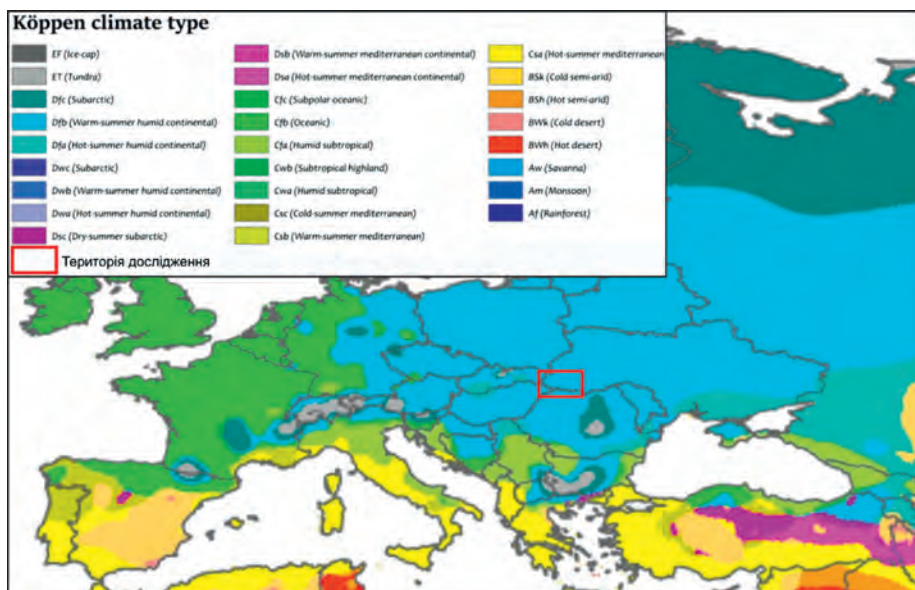 Köppen climate type
EF (Ice-cap)
ET (Tundra)
Dfc (Subarctic)
Dfb (Warm-summer humid continental)
Dfa (Hot-summer humid continental)
Dwc (Subarctic)
Dwb (Warm-summer humid continental)
Dwa (Hot-summer humid continental)
Dsc (Dry-summer subarctic)
Dsb (Warm-summer mediterranean continental)
Dsa (Hot-summer mediterranean continental)
Cfc (Subpolar oceanic)
Cfb (Oceanic)
Cfa (Humid subtropical)
Cwb (Subtropical highland)
Cwa (Humid subtropical)
Csc (Cold-summer mediterranean)
Csb (Warm-summer mediterranean)
Csa (Hot-summer mediterranean
BSk (Cold semi-arid)
BSh (Hot semi-arid)
BWk (Cold desert)
BWh (Hot desert)
Aw (Savanna)
Am (Monsoon)
Af (Rainforest)
Територія дослідження